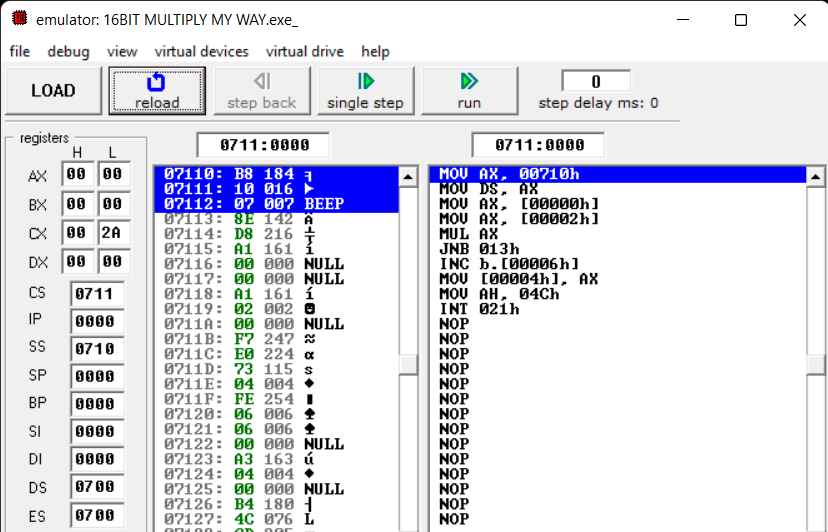 emulator: 16BIT MULTIPLY MY WAY.exe_
file debug view virtual devices virtual drive help
LOAD reload step back single step run 0
step delay ms: 0
registers
H L
AX 00 00
BX 00 00
CX 00 2A
DX 00 00
CS 0711
IP 0000
SS 0710
SP 0000
BP 0000
SI 0000
DI 0000
DS 0700
ES 0700
0711:0000
07110: B8 184 ╕
07111: 10 016 ►
07112: 07 007 BEEP
07113: 8E 142 Ä
07114: D8 216 ╪
07115: A1 161 í
07116: 00 000 NULL
07117: 00 000 NULL
07118: A1 161 í
07119: 02 002 ☻
0711A: 00 000 NULL
0711B: F7 247 ≈
0711C: E0 224 α
0711D: 73 115 s
0711E: 04 004 ♦
0711F: FE 254 ■
07120: 06 006 ♠
07121: 06 006 ♠
07122: 00 000 NULL
07123: A3 163 ú
07124: 04 004 ♦
07125: 00 000 NULL
07126: B4 180 ┤
07127: 4C 076 L
0711:0000
MOV AX, 00710h
MOV DS, AX
MOV AX, [00000h]
MOV AX, [00002h]
MUL AX
JNB 013h
INC b.[00006h]
MOV [00004h], AX
MOV AH, 04Ch
INT 021h
NOP
NOP
NOP
NOP
NOP
NOP
NOP
NOP
NOP
NOP
NOP
NOP
NOP
NOP